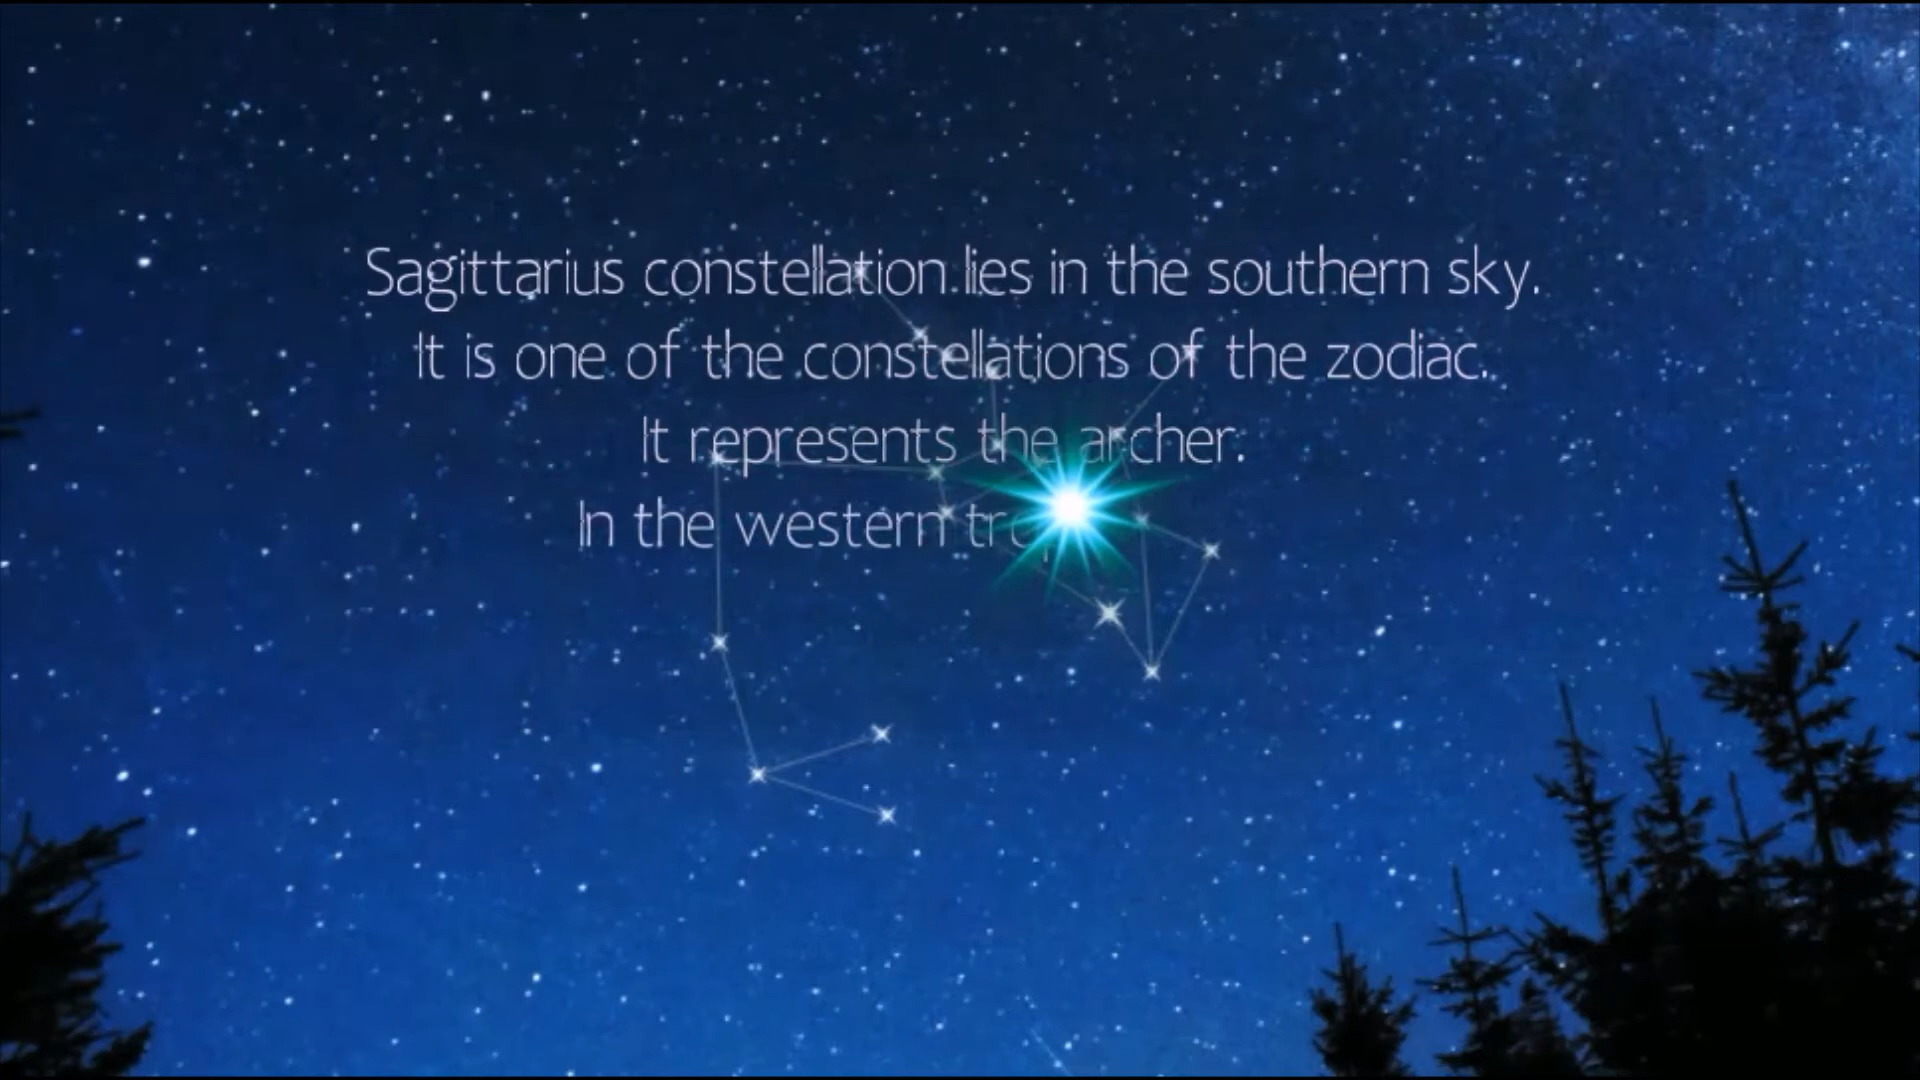 Sagittarius constellation lies in the southern sky.
It is one of the constellations of the zodiac.
It represents the archer.
In the western